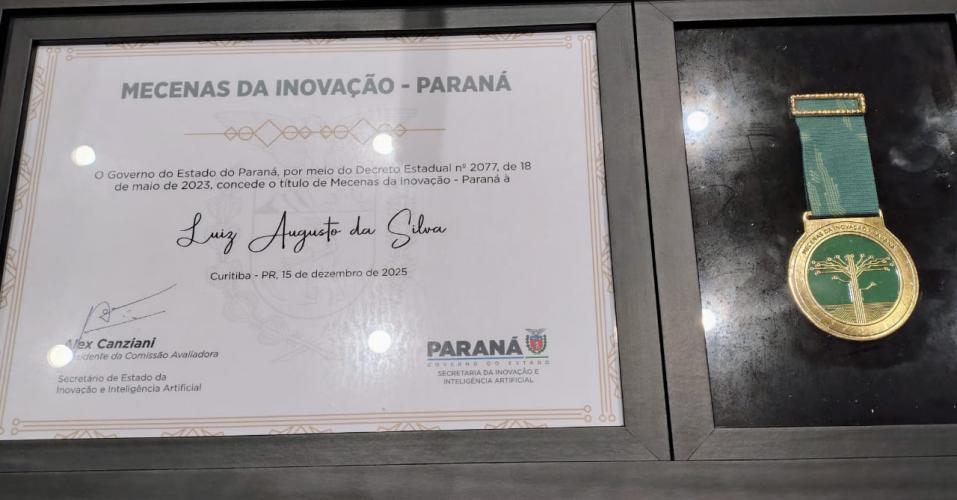 MECENAS DA INOVAÇÃO - PARANÁ
O Governo do Estado do Paraná, por meio do Decreto Estadual nº 2077, de 18
de maio de 2023, concede o título de Mecenas da Inovação - Paraná à
Luiz Augusto da Silva
Curitiba - PR, 15 de dezembro de 2025
Alex Canziani
da Comissão Avaliadora
Secretário de Estado da
Inovação e Inteligência Artificial
PARANÁ
GOVERNO DO ESTADO
SECRETARIA DA INOVAÇÃO E
INTELIGÊNCIA ARTIFICIAL
MECENAS DA INOVAÇÃO - PARANÁ